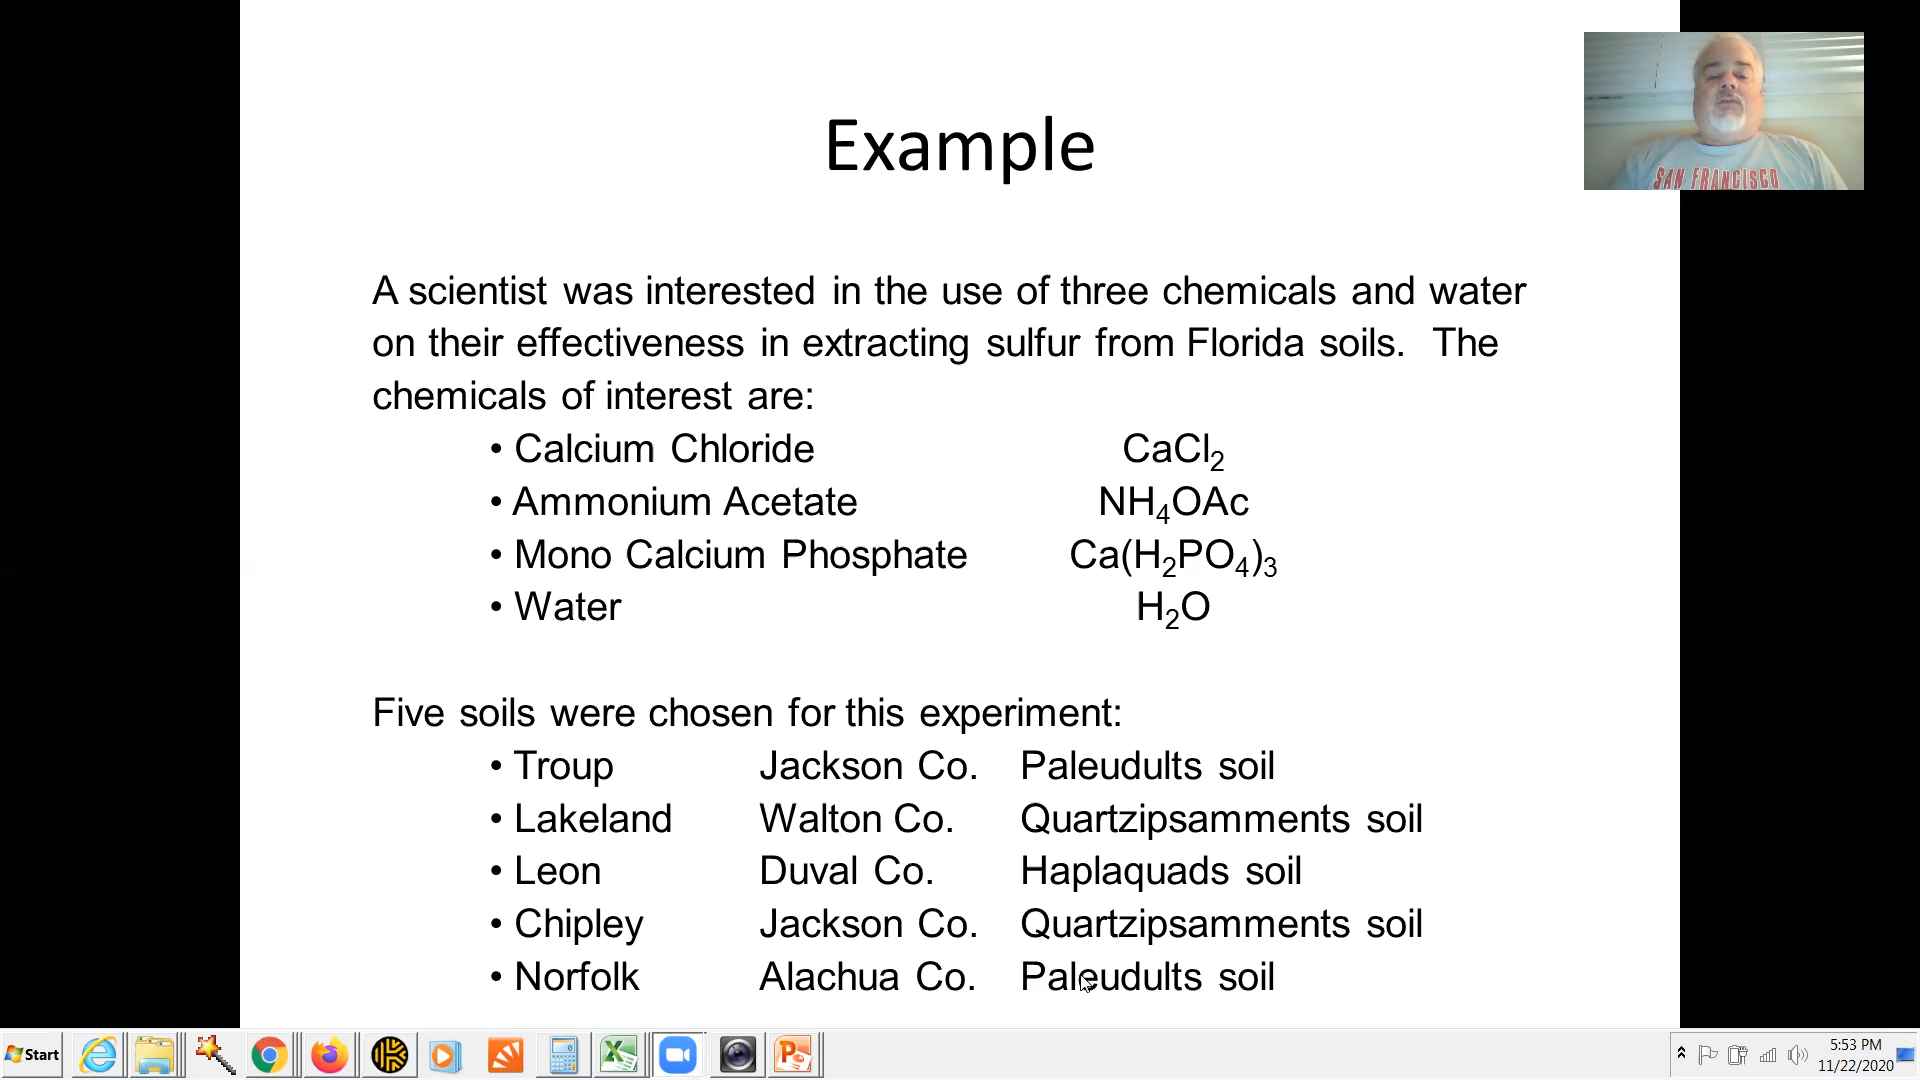 Example
SAN FRANCISCO
A scientist was interested in the use of three chemicals and water
on their effectiveness in extracting sulfur from Florida soils. The
chemicals of interest are:
• Calcium Chloride CaCl₂
• Ammonium Acetate NH₄OAc
• Mono Calcium Phosphate Ca(H₂PO₄)₃
• Water H₂O
Five soils were chosen for this experiment:
• Troup Jackson Co. Paleudults soil
• Lakeland Walton Co. Quartzipsamments soil
• Leon Duval Co. Haplaquads soil
• Chipley Jackson Co. Quartzipsamments soil
• Norfolk Alachua Co. Paleudults soil
Start
5:53 PM
11/22/2020